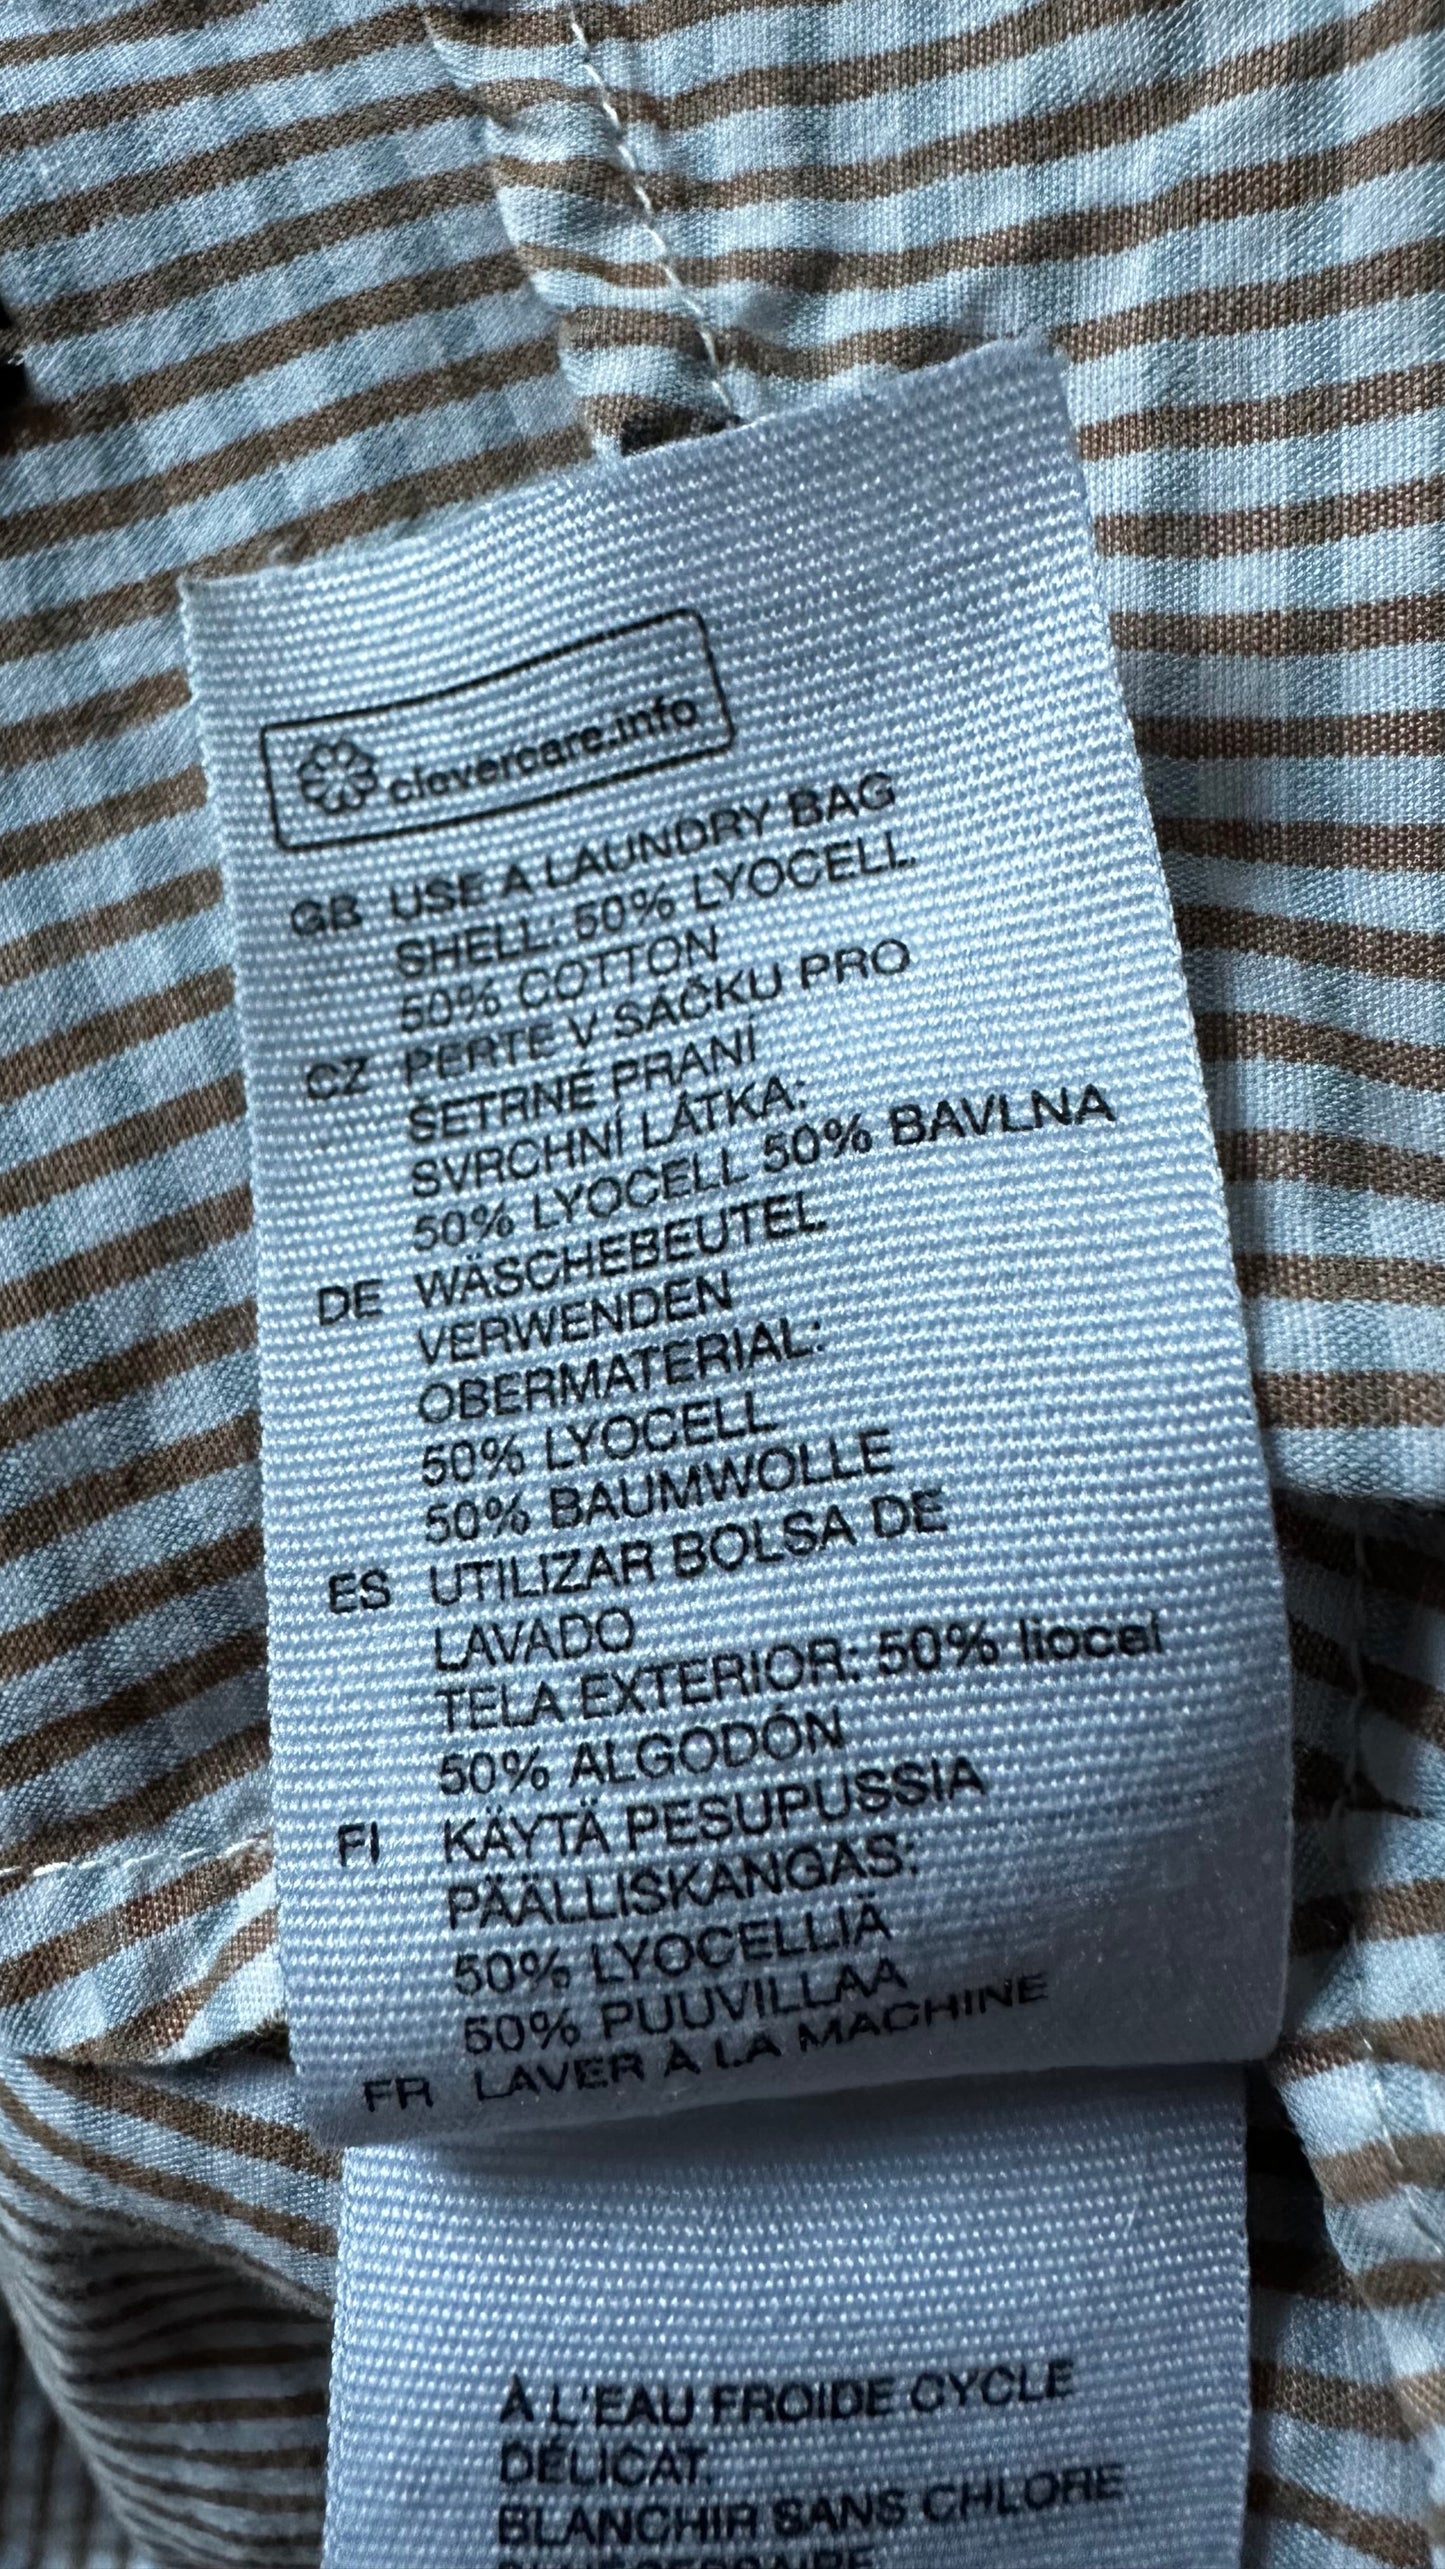 clevercare.info
GB USE A LAUNDRY BAG
SHELL: 50% LYOCELL
50% COTTON
CZ PERTE V SÁČKU PRO
ŠETRNÉ PRANÍ
SVRCHNÍ LÁTKA:
50% LYOCELL 50% BAVLNA
DE WÄSCHEBEUTEL
VERWENDEN
OBERMATERIAL:
50% LYOCELL
50% BAUMWOLLE
ES UTILIZAR BOLSA DE
LAVADO
TELA EXTERIOR: 50% liocel
50% ALGODÓN
FI KÄYTÄ PESUPUSSIA
PÄÄLLISKANGAS:
50% LYOCELLIÄ
50% PUUVILLAA
FR LAVER À LA MACHINE
À L'EAU FROIDE CYCLE
DÉLICAT.
BLANCHIR SANS CHLORE